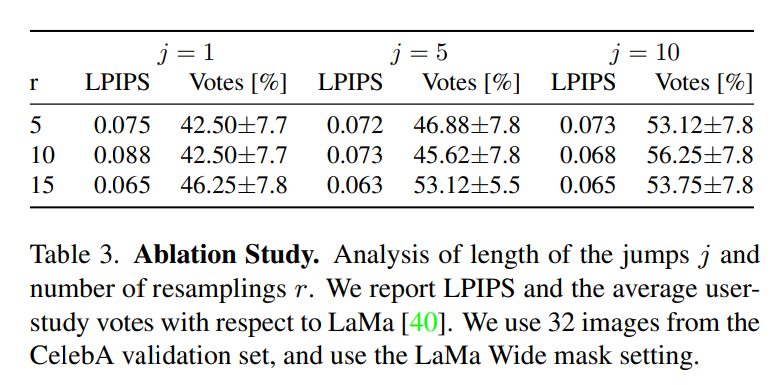 j = 1 j = 5 j = 10
r LPIPS Votes [%] LPIPS Votes [%] LPIPS Votes [%]
5 0.075 42.50±7.7 0.072 46.88±7.8 0.073 53.12±7.8
10 0.088 42.50±7.7 0.073 45.62±7.8 0.068 56.25±7.8
15 0.065 46.25±7.8 0.063 53.12±5.5 0.065 53.75±7.8
Table 3. Ablation Study. Analysis of length of the jumps j and
number of resamplings r. We report LPIPS and the average user-
study votes with respect to LaMa [40]. We use 32 images from the
CelebA validation set, and use the LaMa Wide mask setting.